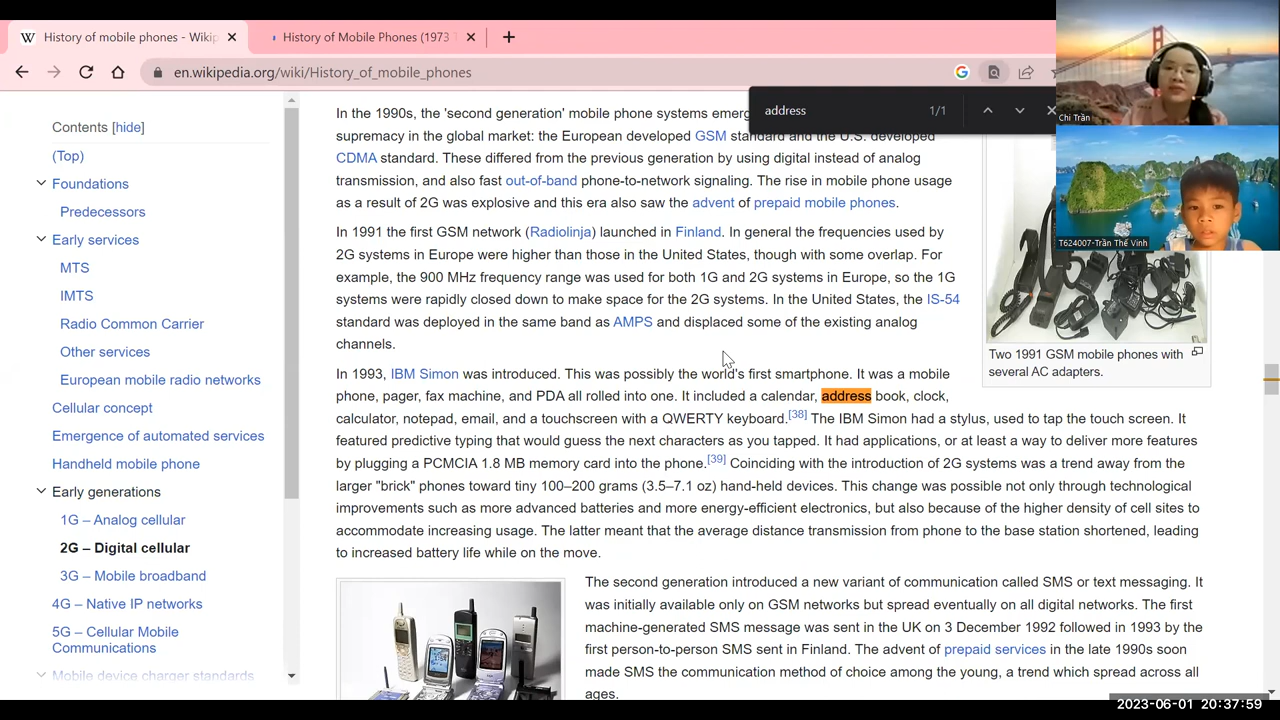 History of mobile phones - Wikip
History of Mobile Phones (1973 T
en.wikipedia.org/wiki/History_of_mobile_phones
address 1/1
Chi Trần
T624007-Trần Thế Vinh
Contents [hide]
(Top)
Foundations
Predecessors
Early services
MTS
IMTS
Radio Common Carrier
Other services
European mobile radio networks
Cellular concept
Emergence of automated services
Handheld mobile phone
Early generations
1G – Analog cellular
2G – Digital cellular
3G – Mobile broadband
4G – Native IP networks
5G – Cellular Mobile
Communications
Mobile device charger standards
In the 1990s, the 'second generation' mobile phone systems emerg
supremacy in the global market: the European developed GSM standard and the U.S. developed
CDMA standard. These differed from the previous generation by using digital instead of analog
transmission, and also fast out-of-band phone-to-network signaling. The rise in mobile phone usage
as a result of 2G was explosive and this era also saw the advent of prepaid mobile phones.
In 1991 the first GSM network (Radiolinja) launched in Finland. In general the frequencies used by
2G systems in Europe were higher than those in the United States, though with some overlap. For
example, the 900 MHz frequency range was used for both 1G and 2G systems in Europe, so the 1G
systems were rapidly closed down to make space for the 2G systems. In the United States, the IS-54
standard was deployed in the same band as AMPS and displaced some of the existing analog
channels.
Two 1991 GSM mobile phones with
several AC adapters.
In 1993, IBM Simon was introduced. This was possibly the world's first smartphone. It was a mobile
phone, pager, fax machine, and PDA all rolled into one. It included a calendar, address book, clock,
calculator, notepad, email, and a touchscreen with a QWERTY keyboard.[38] The IBM Simon had a stylus, used to tap the touch screen. It
featured predictive typing that would guess the next characters as you tapped. It had applications, or at least a way to deliver more features
by plugging a PCMCIA 1.8 MB memory card into the phone.[39] Coinciding with the introduction of 2G systems was a trend away from the
larger "brick" phones toward tiny 100–200 grams (3.5–7.1 oz) hand-held devices. This change was possible not only through technological
improvements such as more advanced batteries and more energy-efficient electronics, but also because of the higher density of cell sites to
accommodate increasing usage. The latter meant that the average distance transmission from phone to the base station shortened, leading
to increased battery life while on the move.
The second generation introduced a new variant of communication called SMS or text messaging. It
was initially available only on GSM networks but spread eventually on all digital networks. The first
machine-generated SMS message was sent in the UK on 3 December 1992 followed in 1993 by the
first person-to-person SMS sent in Finland. The advent of prepaid services in the late 1990s soon
made SMS the communication method of choice among the young, a trend which spread across all
ages.
2023-06-01 20:37:59